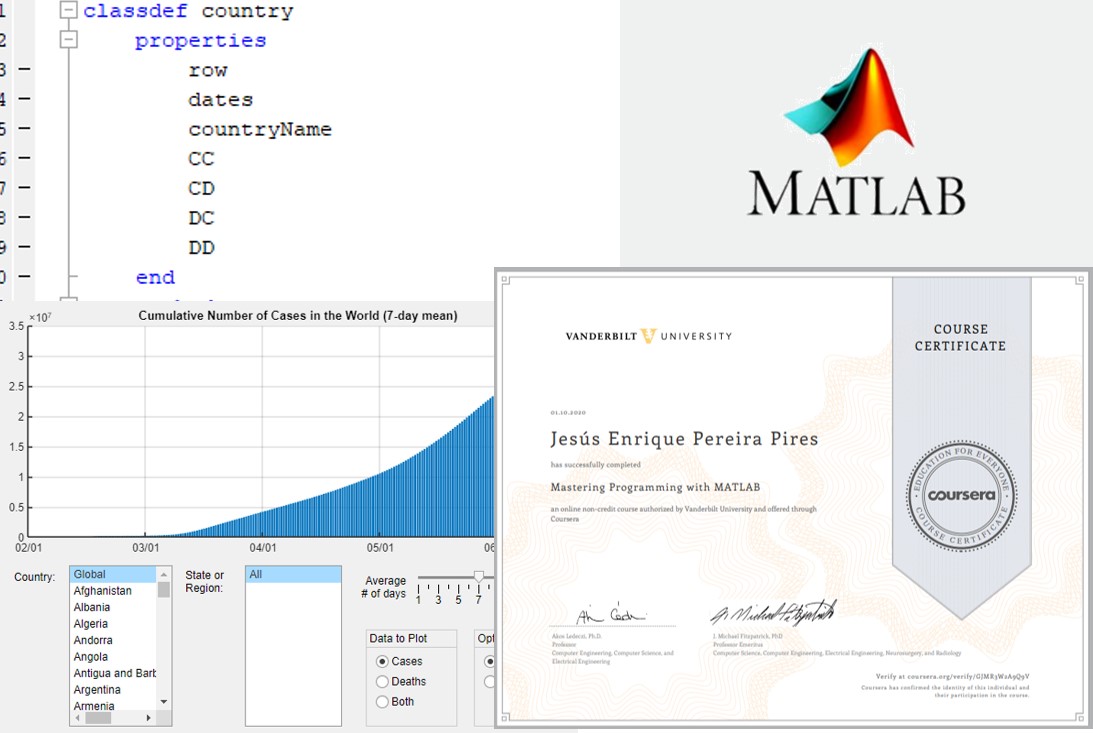 1 classdef country
2 properties
3 row
4 dates
5 countryName
6 CC
7 CD
8 DC
9 DD
0 end
MATLAB
×10⁷
Cumulative Number of Cases in the World (7-day mean)
3.5
3
2.5
2
1.5
1
0.5
0
02/01 03/01 04/01 05/01 06
Country:
Global
Afghanistan
Albania
Algeria
Andorra
Angola
Antigua and Barb
Argentina
Armenia
State or
Region:
All
Average
# of days
1 3 5 7
Data to Plot
Cases
Deaths
Both
Opt
VANDERBILT V UNIVERSITY
01.10.2020
Jesús Enrique Pereira Pires
has successfully completed
Mastering Programming with MATLAB
an online non-credit course authorized by Vanderbilt University and offered through
Coursera
Akos Ledeczi, Ph.D.
Professor
Computer Engineering, Computer Science, and
Electrical Engineering
J. Michael Fitzpatrick, PhD
Professor Emeritus
Computer Science, Computer Engineering, Electrical Engineering, Neurosurgery, and Radiology
COURSE
CERTIFICATE
EDUCATION FOR EVERYONE
coursera
COURSE CERTIFICATE
Verify at coursera.org/verify/GJMR3W2A9Q9V
Coursera has confirmed the identity of this individual and
their participation in the course.